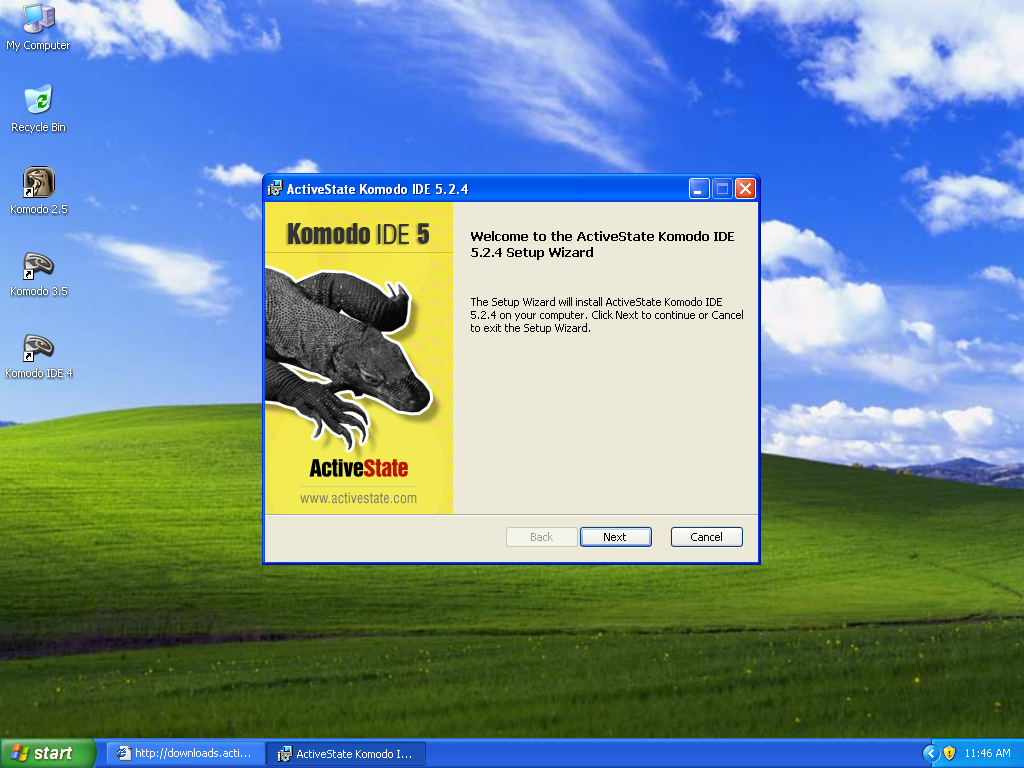 My Computer
Recycle Bin
Komodo 2.5
Komodo 3.5
Komodo IDE 4
ActiveState Komodo IDE 5.2.4
Komodo IDE 5
ActiveState
www.activestate.com
Welcome to the ActiveState Komodo IDE
5.2.4 Setup Wizard
The Setup Wizard will install ActiveState Komodo IDE
5.2.4 on your computer. Click Next to continue or Cancel
to exit the Setup Wizard.
Back
Next
Cancel
start
http://downloads.acti...
ActiveState Komodo I...
11:46 AM